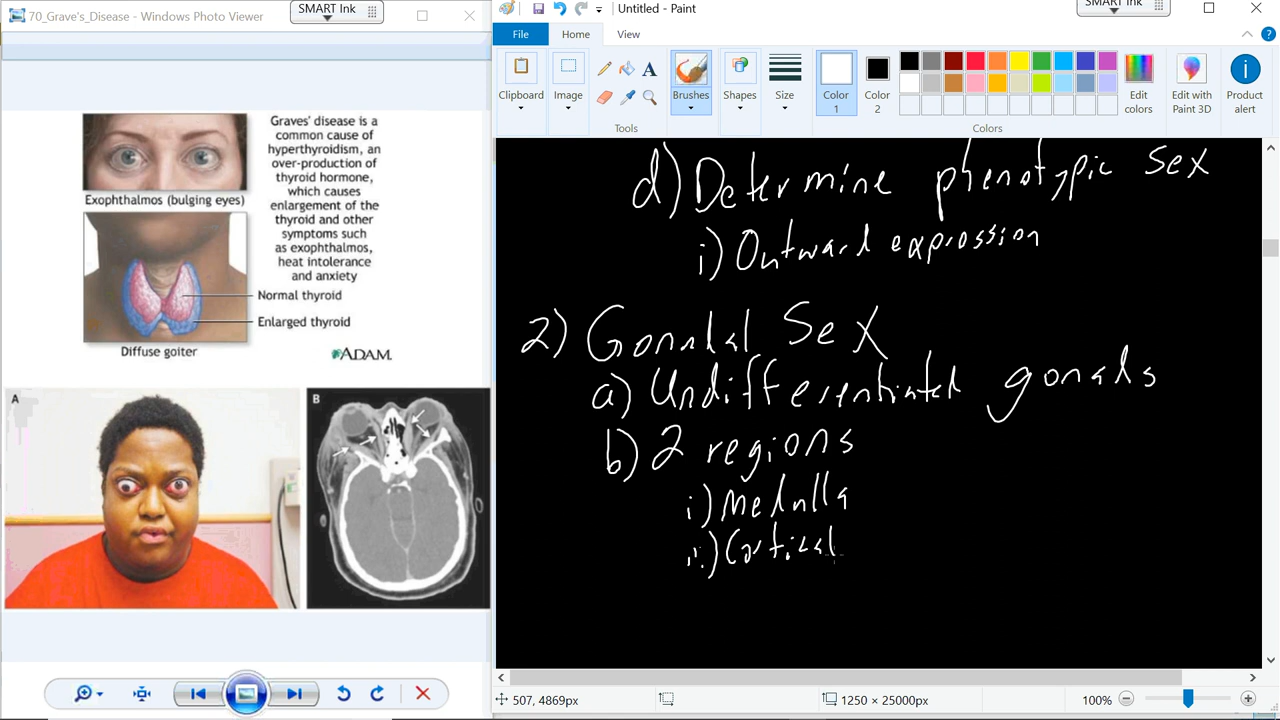 70_Grave's_Disease - Windows Photo Viewer
SMART Ink
Graves' disease is a
common cause of
hyperthyroidism, an
over-production of
thyroid hormone,
which causes
enlargement of the
thyroid and other
symptoms such
as exophthalmos,
heat intolerance
and anxiety
Exophthalmos (bulging eyes)
Normal thyroid
Enlarged thyroid
Diffuse goiter
ADAM.
A
B
Untitled - Paint
SMART Ink
File
Home
View
Clipboard
Image
Tools
Brushes
Shapes
Size
Color 1
Color 2
Edit colors
Edit with Paint 3D
Product alert
Colors
d) Determine phenotypic sex
i) Outward expression
2) Gonadal Sex
a) Undifferentiated gonads
b) 2 regions
i) Medulla
ii) Cortical
507, 4869px
1250 × 25000px
100%